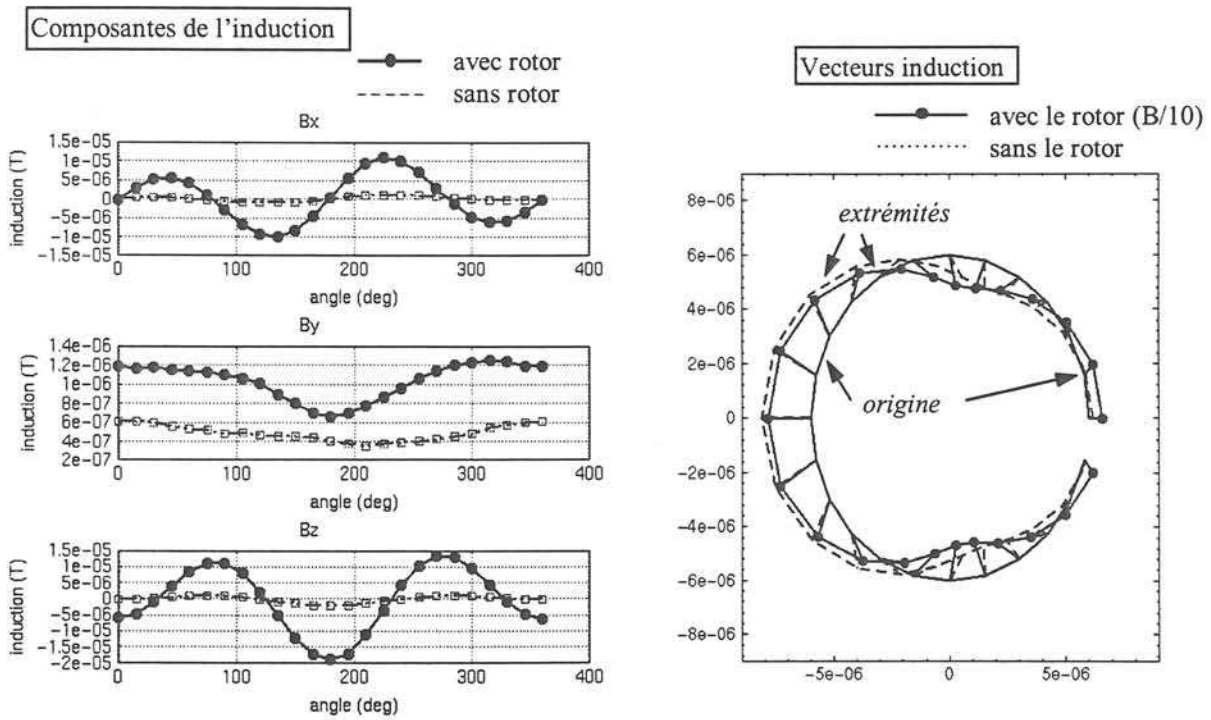 Composantes de l'induction
avec rotor
sans rotor
Bx
induction (T)
1.5e-05
1e-05
5e-06
0
-5e-06
-1e-05
-1.5e-05
0 100 200 300 400
angle (deg)
By
induction (T)
1.4e-06
1.2e-06
1e-06
8e-07
6e-07
4e-07
2e-07
0 100 200 300 400
angle (deg)
Bz
induction (T)
1.5e-05
1e-05
5e-06
0
-5e-06
-1e-05
-1.5e-05
-2e-05
0 100 200 300 400
angle (deg)
Vecteurs induction
avec le rotor (B/10)
sans le rotor
8e-06
6e-06
4e-06
2e-06
0
-2e-06
-4e-06
-6e-06
-8e-06
extrémités
origine
-5e-06 0 5e-06